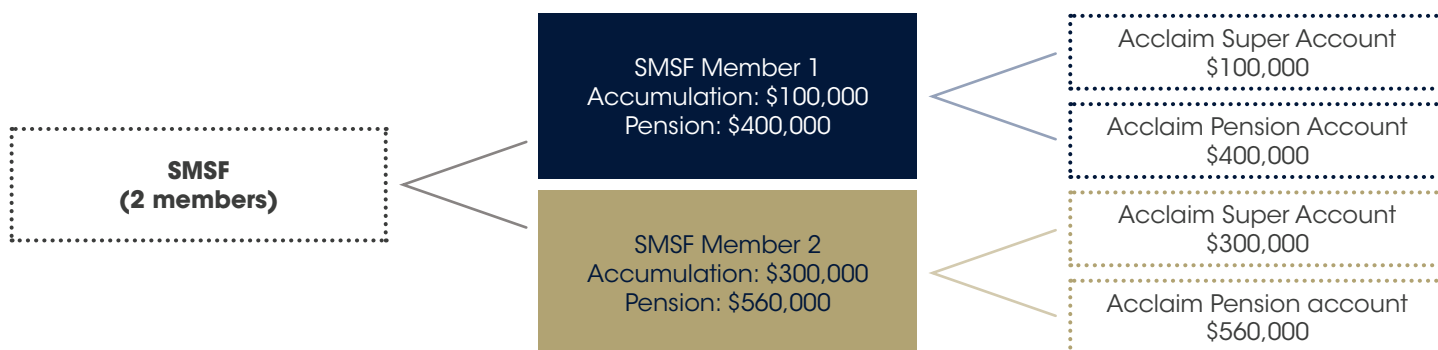 SMSF
(2 members)
SMSF Member 1
Accumulation: $100,000
Pension: $400,000
SMSF Member 2
Accumulation: $300,000
Pension: $560,000
Acclaim Super Account
$100,000
Acclaim Pension Account
$400,000
Acclaim Super Account
$300,000
Acclaim Pension account
$560,000